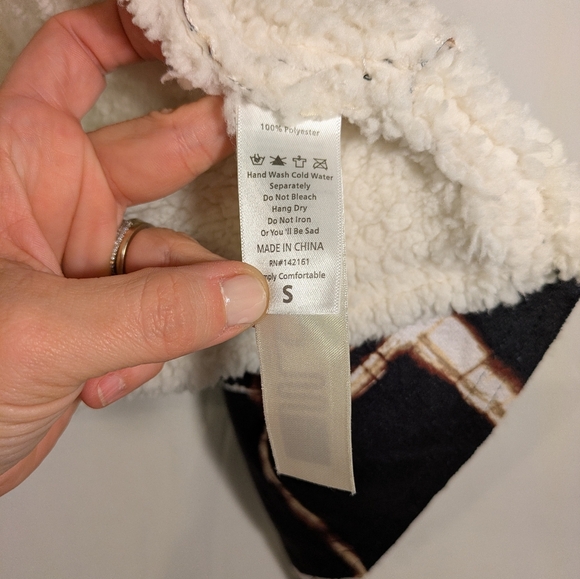 100% Polyester
Hand Wash Cold Water
Separately
Do Not Bleach
Hang Dry
Do Not Iron
Or You 'll Be Sad
MADE IN CHINA
RN#142161
Comfortable
S